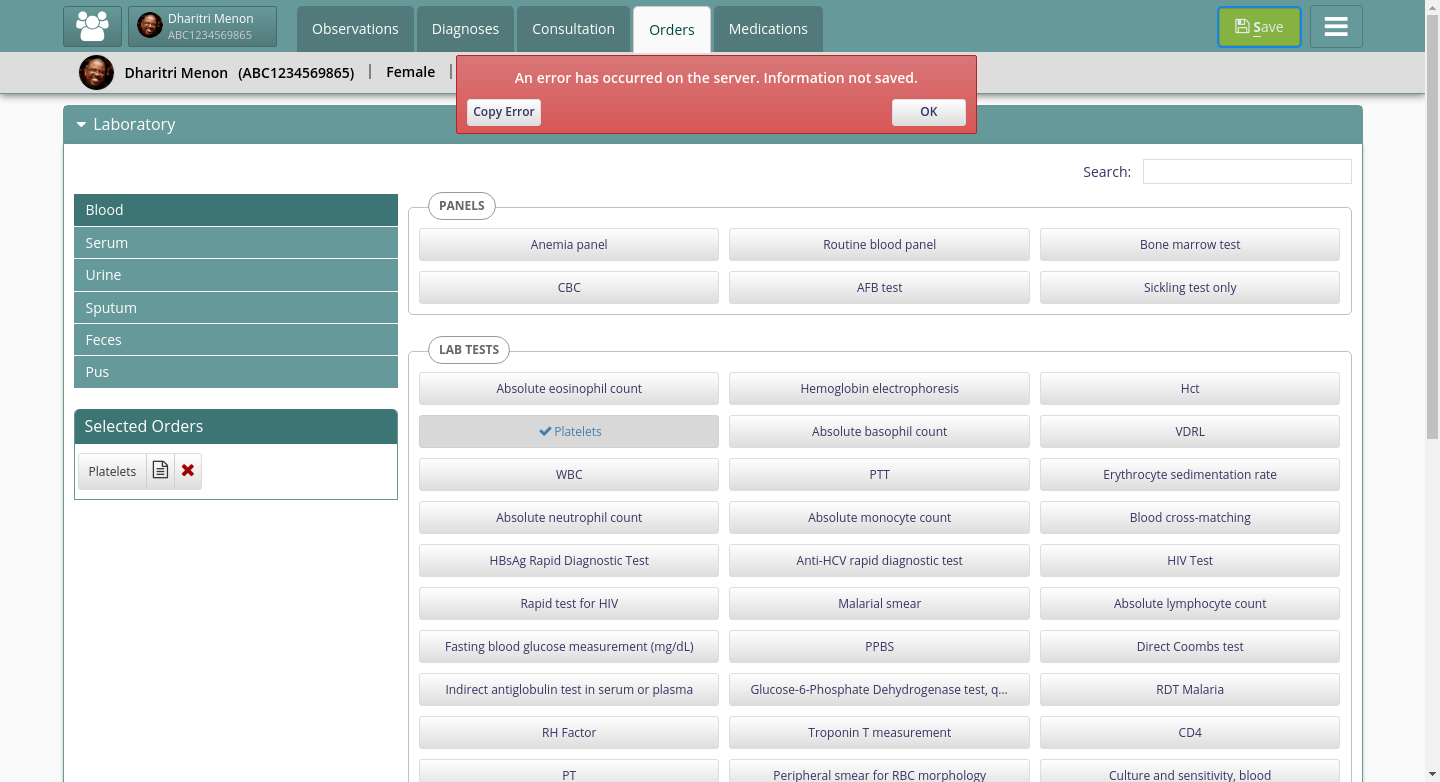 Dharitri Menon
ABC1234569865
Observations
Diagnoses
Consultation
Orders
Medications
Save
Dharitri Menon (ABC1234569865) | Female |
An error has occurred on the server. Information not saved.
Copy Error
OK
Laboratory
Search:
Blood
Serum
Urine
Sputum
Feces
Pus
Selected Orders
Platelets
PANELS
Anemia panel
Routine blood panel
Bone marrow test
CBC
AFB test
Sickling test only
LAB TESTS
Absolute eosinophil count
Hemoglobin electrophoresis
Hct
Platelets
Absolute basophil count
VDRL
WBC
PTT
Erythrocyte sedimentation rate
Absolute neutrophil count
Absolute monocyte count
Blood cross-matching
HBsAg Rapid Diagnostic Test
Anti-HCV rapid diagnostic test
HIV Test
Rapid test for HIV
Malarial smear
Absolute lymphocyte count
Fasting blood glucose measurement (mg/dL)
PPBS
Direct Coombs test
Indirect antiglobulin test in serum or plasma
Glucose-6-Phosphate Dehydrogenase test, q...
RDT Malaria
RH Factor
Troponin T measurement
CD4
PT
Peripheral smear for RBC morphology
Culture and sensitivity, blood